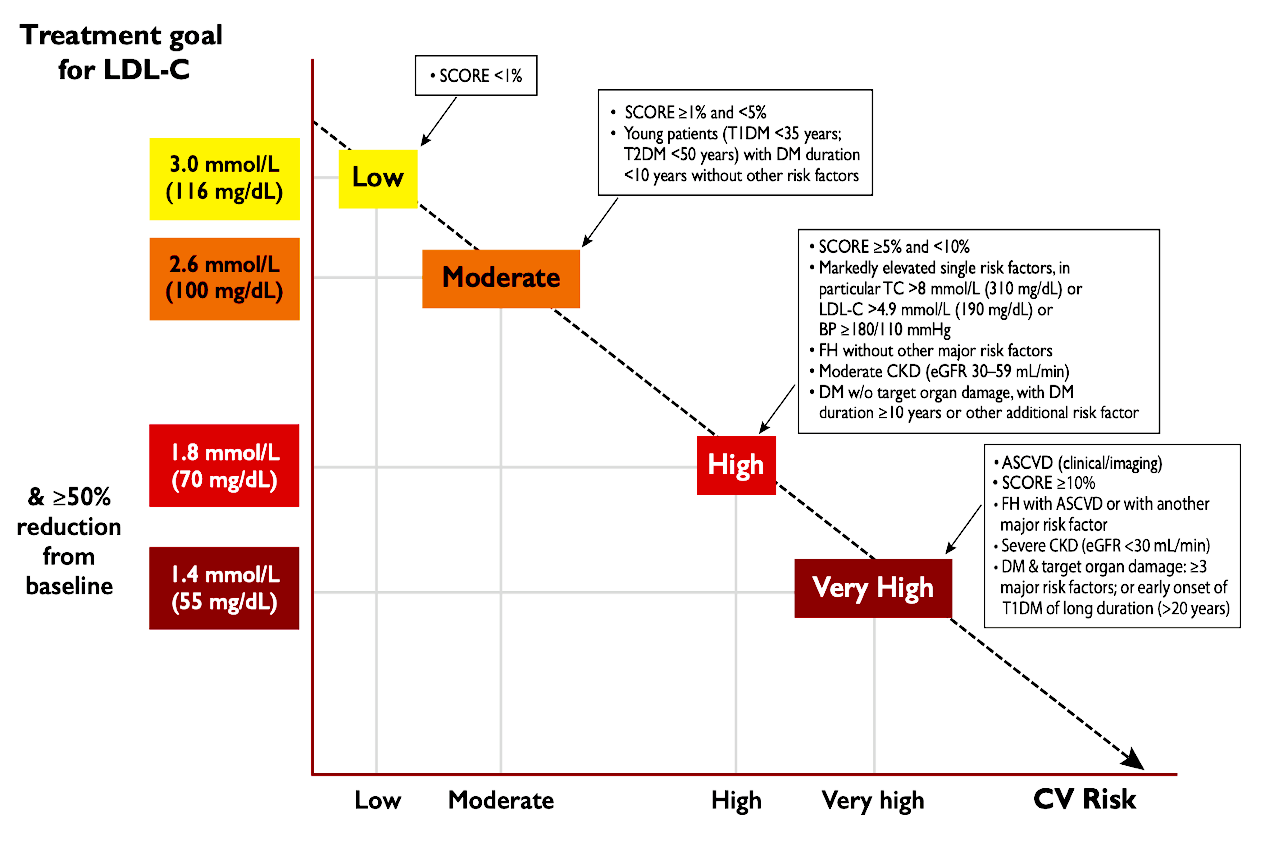 Treatment goal
for LDL-C
• SCORE <1%
• SCORE ≥1% and <5%
• Young patients (T1DM <35 years;
T2DM <50 years) with DM duration
<10 years without other risk factors
3.0 mmol/L
(116 mg/dL)
Low
2.6 mmol/L
(100 mg/dL)
Moderate
• SCORE ≥5% and <10%
• Markedly elevated single risk factors, in
particular TC >8 mmol/L (310 mg/dL) or
LDL-C >4.9 mmol/L (190 mg/dL) or
BP ≥180/110 mmHg
• FH without other major risk factors
• Moderate CKD (eGFR 30–59 mL/min)
• DM w/o target organ damage, with DM
duration ≥10 years or other additional risk factor
1.8 mmol/L
(70 mg/dL)
High
& ≥50%
reduction
from
baseline
• ASCVD (clinical/imaging)
• SCORE ≥10%
• FH with ASCVD or with another
major risk factor
• Severe CKD (eGFR <30 mL/min)
• DM & target organ damage: ≥3
major risk factors; or early onset of
T1DM of long duration (>20 years)
1.4 mmol/L
(55 mg/dL)
Very High
Low
Moderate
High
Very high
CV Risk